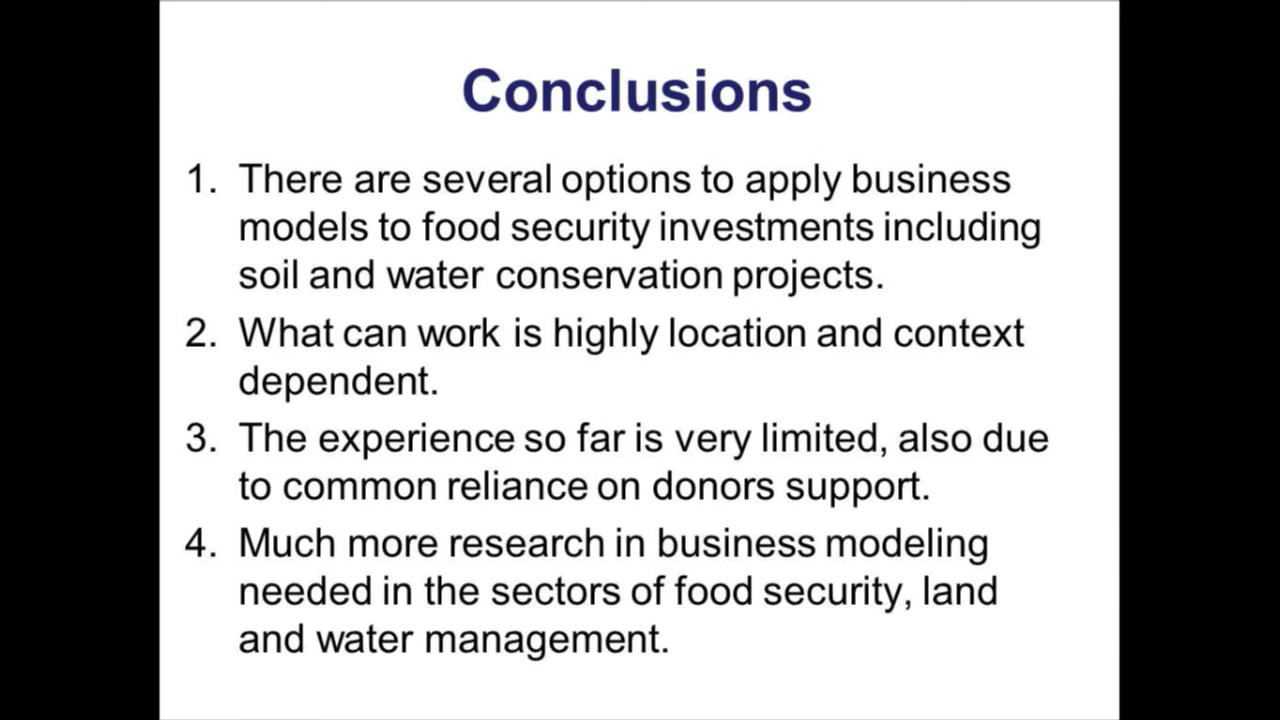 Conclusions
1. There are several options to apply business
models to food security investments including
soil and water conservation projects.
2. What can work is highly location and context
dependent.
3. The experience so far is very limited, also due
to common reliance on donors support.
4. Much more research in business modeling
needed in the sectors of food security, land
and water management.